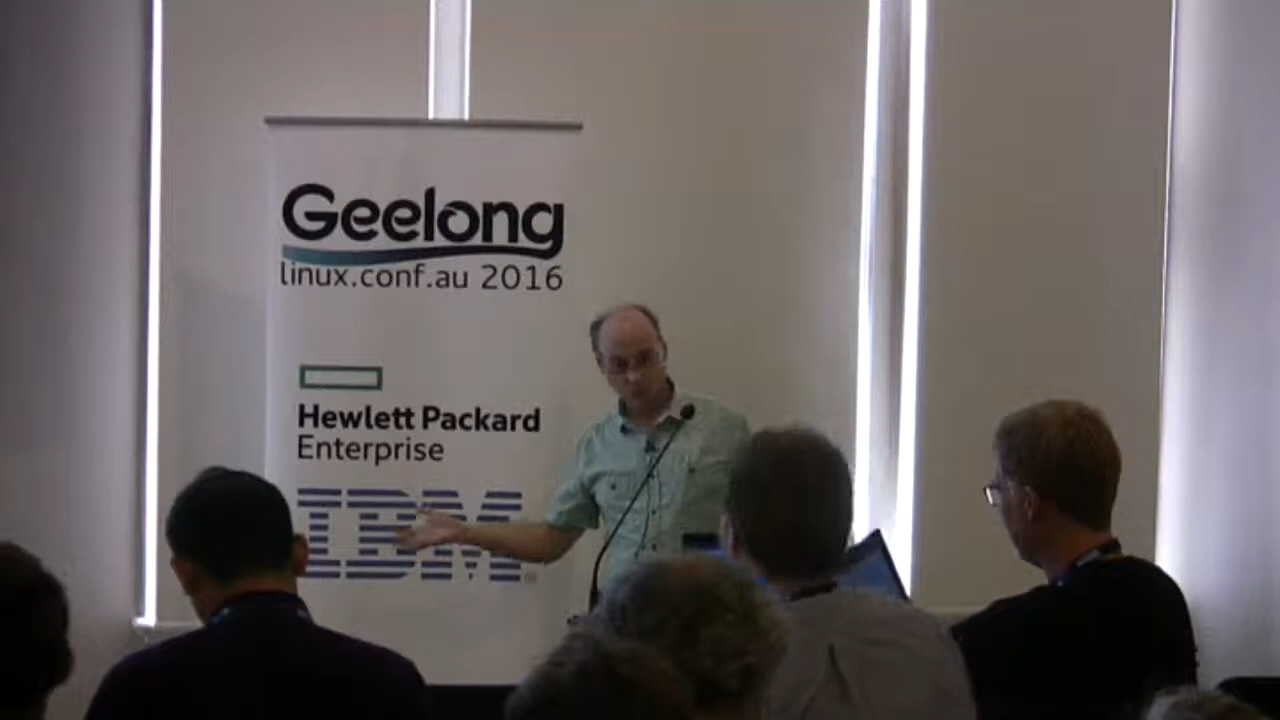 Geelong
linux.conf.au 2016
Hewlett Packard
Enterprise
IBM